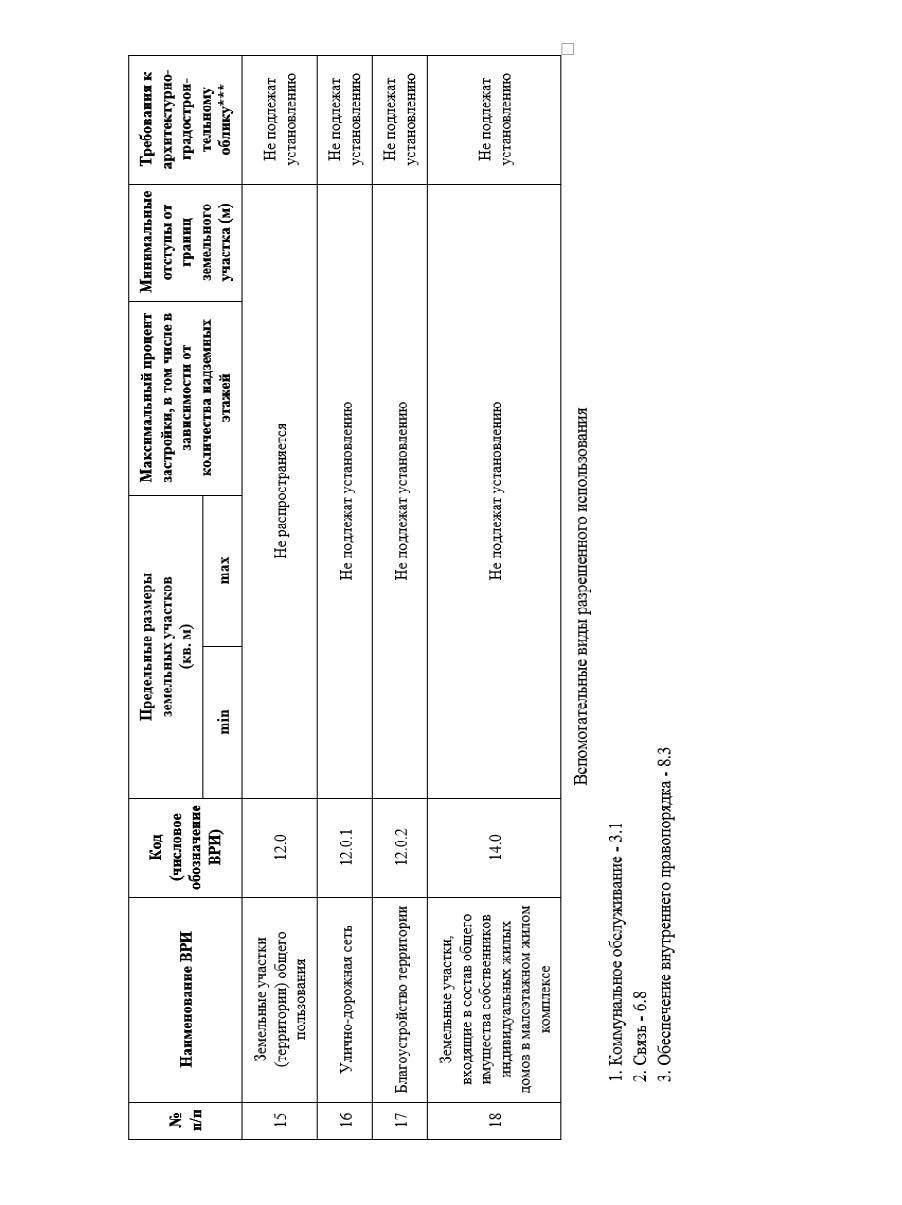 №
п/п
Наименование ВРИ
Код
(числовое
обозначение
ВРИ)
Предельные размеры
земельных участков
(кв. м)
min
max
Максимальный процент
застройки, в том числе в
зависимости от
количества надземных
этажей
Минимальные
отступы от
границ
земельного
участка (м)
Требования к
архитектурно-
градострои-
тельному
облику***
15
Земельные участки
(территории) общего
пользования
12.0
Не распространяется
Не подлежат
установлению
16
Улично-дорожная сеть
12.0.1
Не подлежат установлению
Не подлежат
установлению
17
Благоустройство территории
12.0.2
Не подлежат установлению
Не подлежат
установлению
18
Земельные участки,
входящие в состав общего
имущества собственников
индивидуальных жилых
домов в малоэтажном жилом
комплексе
14.0
Не подлежат установлению
Не подлежат
установлению
Вспомогательные виды разрешенного использования
1. Коммунальное обслуживание - 3.1
2. Связь - 6.8
3. Обеспечение внутреннего правопорядка - 8.3